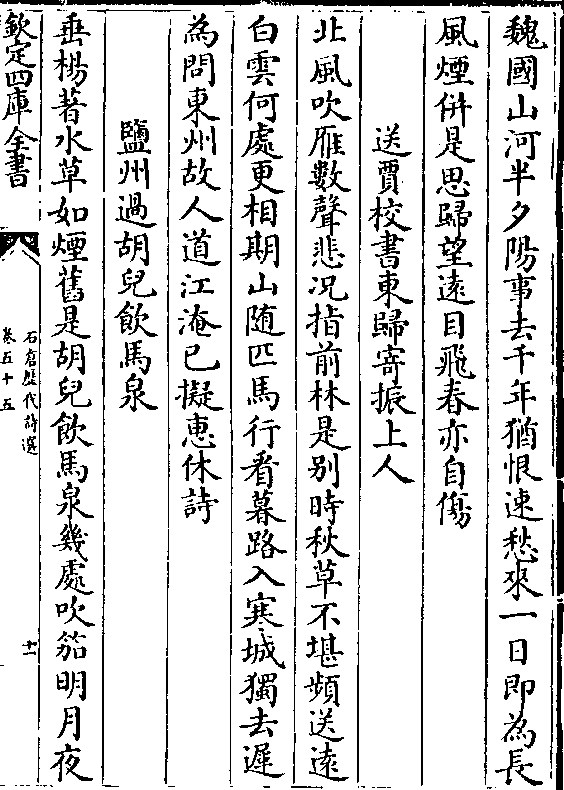 魏國山河半夕陽事去千年猶恨速愁來一日即為長
風煙併是思歸望遠目飛春亦自傷
送賈校書東歸寄振上人
北風吹雁數聲悲况指前林是别時秋草不堪頻送遠
白雲何處更相期山随匹馬行看暮路入寒城獨去遲
為問東州故人道江淹已擬惠休詩
鹽州過胡兒飲馬泉
垂楊著水草如煙舊是胡兒飲馬泉幾處吹笳明月夜
欽定四庫全書
石倉歴代詩選
卷五十五
十一